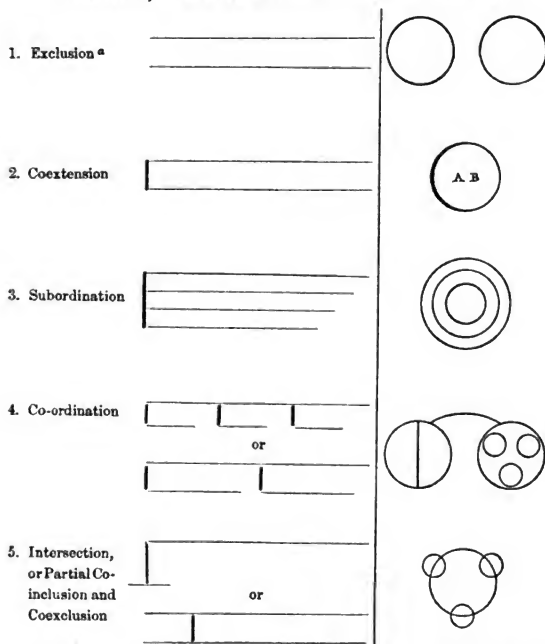 1. Exclusion a
2. Coextension
A B
3. Subordination
4. Co-ordination
or
5. Intersection,
or Partial Co-
inclusion and
Coexclusion
or